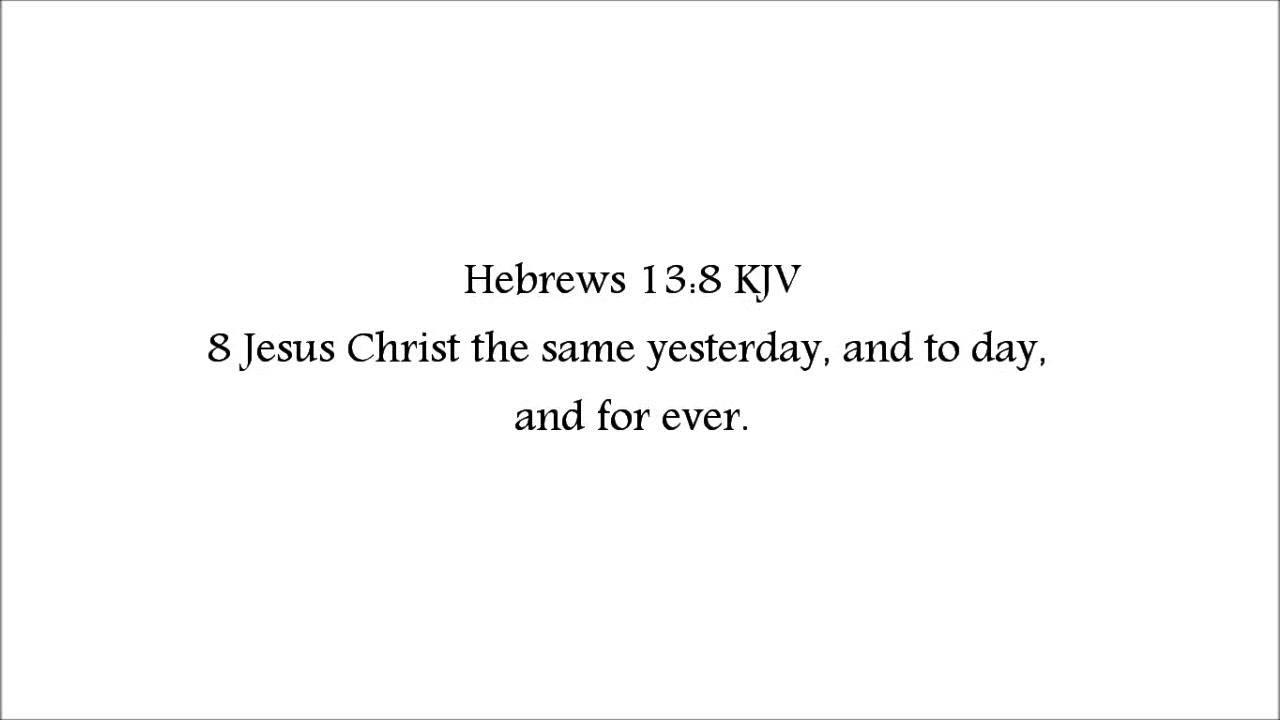 Hebrews 13:8 KJV
8 Jesus Christ the same yesterday, and to day,
and for ever.